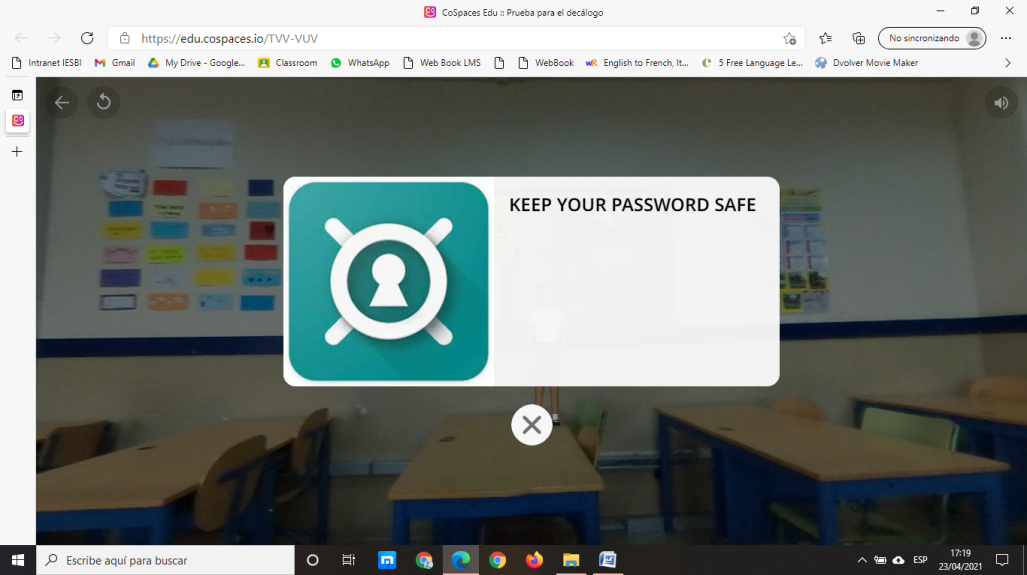 CoSpaces Edu :: Prueba para el decálogo
https://edu.cospaces.io/TVV-VUV
No sincronizando
Intranet IESBI
Gmail
My Drive - Google...
Classroom
WhatsApp
Web Book LMS
WebBook
English to French, It...
5 Free Language Le...
Dvolver Movie Maker
KEEP YOUR PASSWORD SAFE
Escribe aquí para buscar
ESP
17:19
23/04/2021